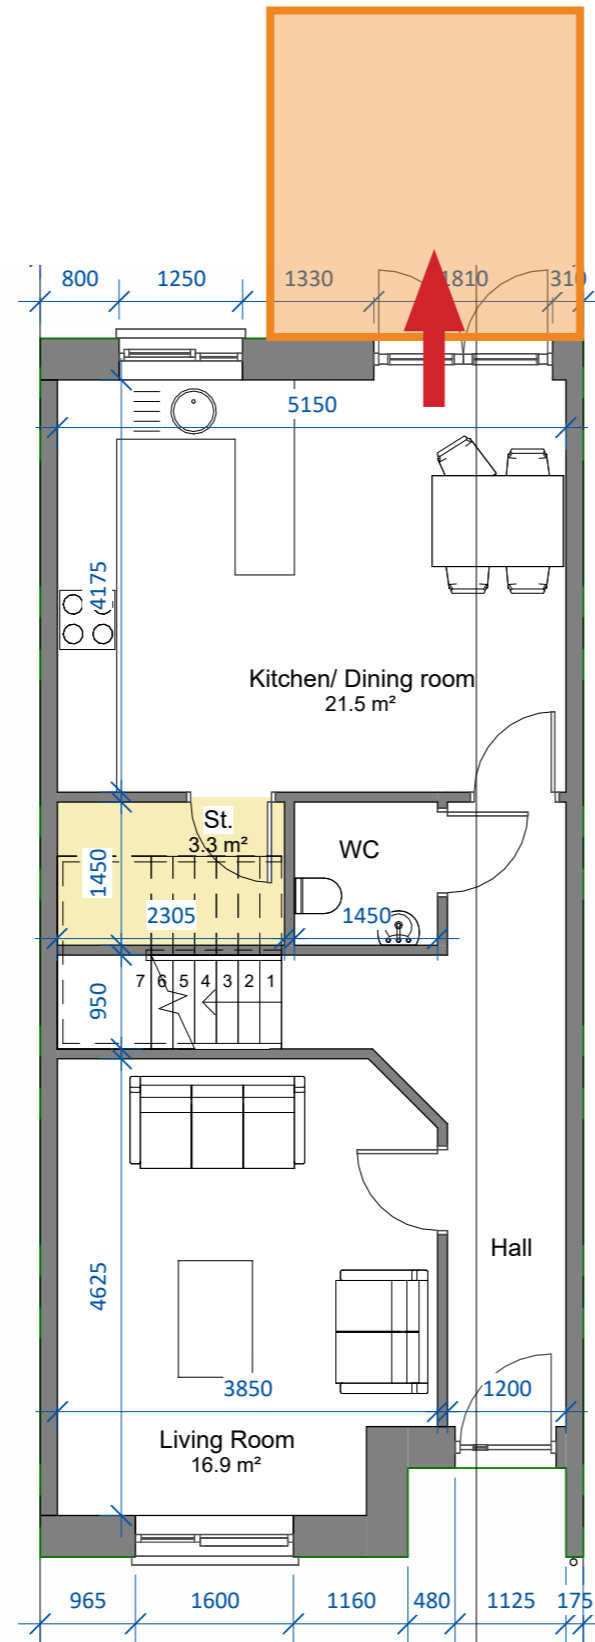 800 1250 1330 1810 310
5150
4175
Kitchen/ Dining room
21.5 m²
St.
3.3 m²
WC
1450
2305 1450
7 6 5 4 3 2 1
950
Hall
4625
3850 1200
Living Room
16.9 m²
965 1600 1160 480 1125 175